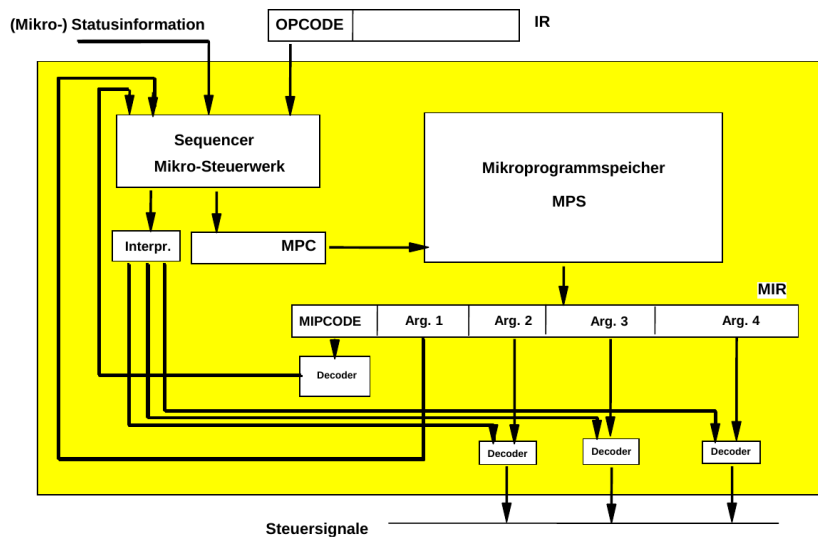 (Mikro-) Statusinformation
OPCODE
IR
Sequencer
Mikro-Steuerwerk
Mikroprogrammspeicher
MPS
Interpr.
MPC
MIR
MIPCODE
Arg. 1
Arg. 2
Arg. 3
Arg. 4
Decoder
Decoder
Decoder
Decoder
Steuersignale